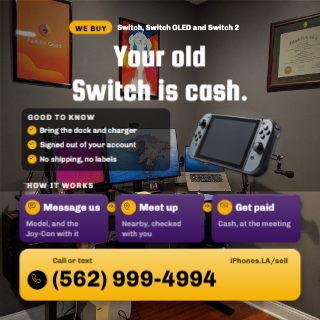 WE BUY Switch, Switch OLED and Switch 2
Your old
Switch is cash.
GOOD TO KNOW
Bring the dock and charger
Signed out of your account
No shipping, no labels
HOW IT WORKS
Message us
Model, and the
Joy-Con with it
Meet up
Nearby, checked
with you
Get paid
Cash, at the meeting
Call or text
iPhones.LA/sell
(562) 999-4994